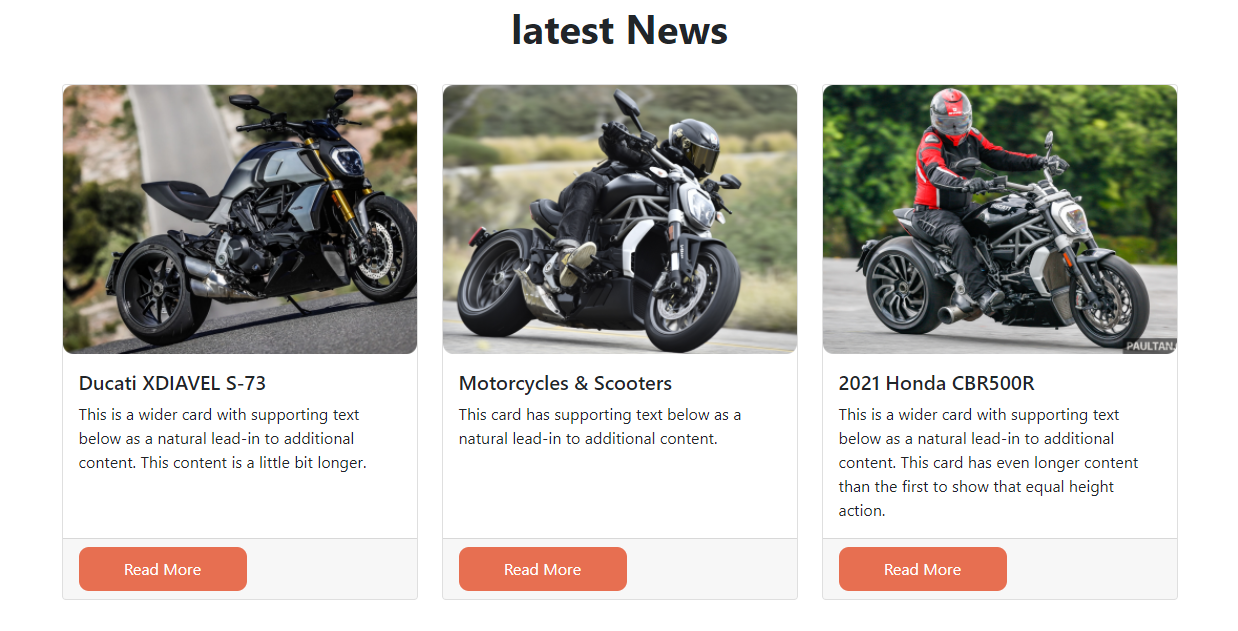 latest News
PAULTAN
Ducati XDIAVEL S-73
This is a wider card with supporting text
below as a natural lead-in to additional
content. This content is a little bit longer.
Read More
Motorcycles & Scooters
This card has supporting text below as a
natural lead-in to additional content.
Read More
2021 Honda CBR500R
This is a wider card with supporting text
below as a natural lead-in to additional
content. This card has even longer content
than the first to show that equal height
action.
Read More